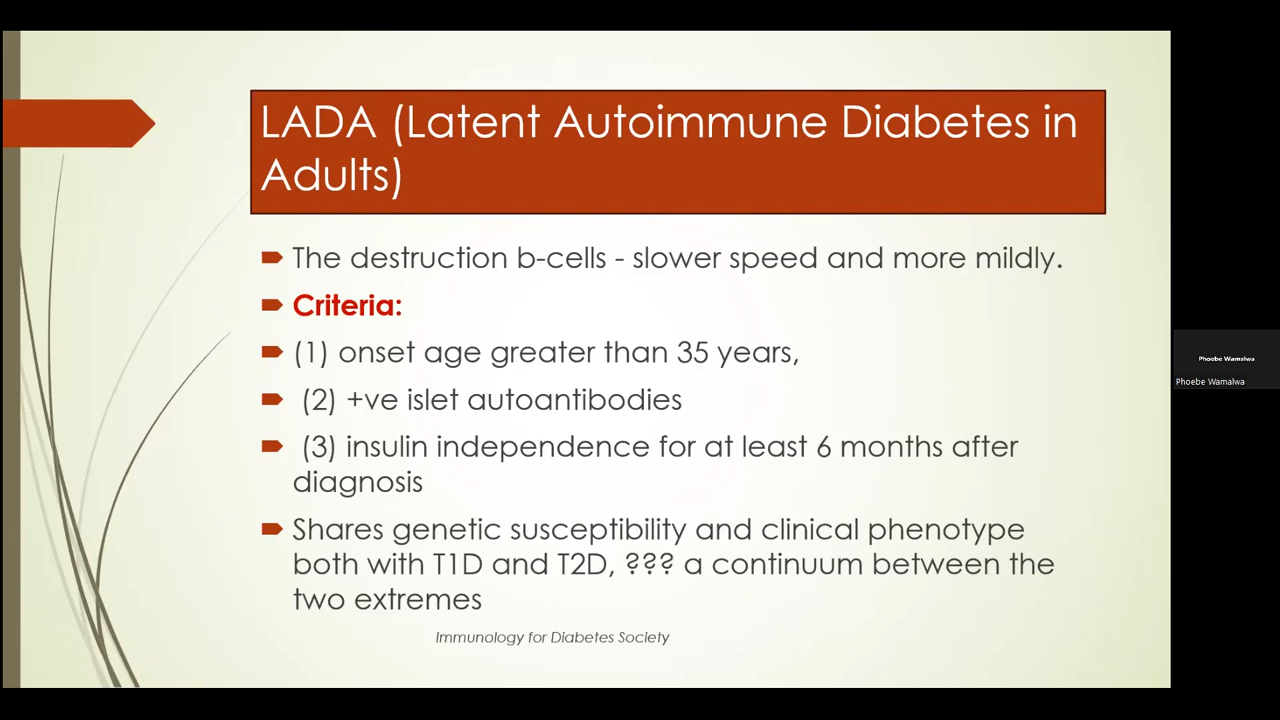 LADA (Latent Autoimmune Diabetes in
Adults)
The destruction b-cells - slower speed and more mildly.
Criteria:
(1) onset age greater than 35 years,
(2) +ve islet autoantibodies
(3) insulin independence for at least 6 months after
diagnosis
Shares genetic susceptibility and clinical phenotype
both with T1D and T2D, ??? a continuum between the
two extremes
Immunology for Diabetes Society
Phoebe Wamalwa
Phoebe Wamalwa